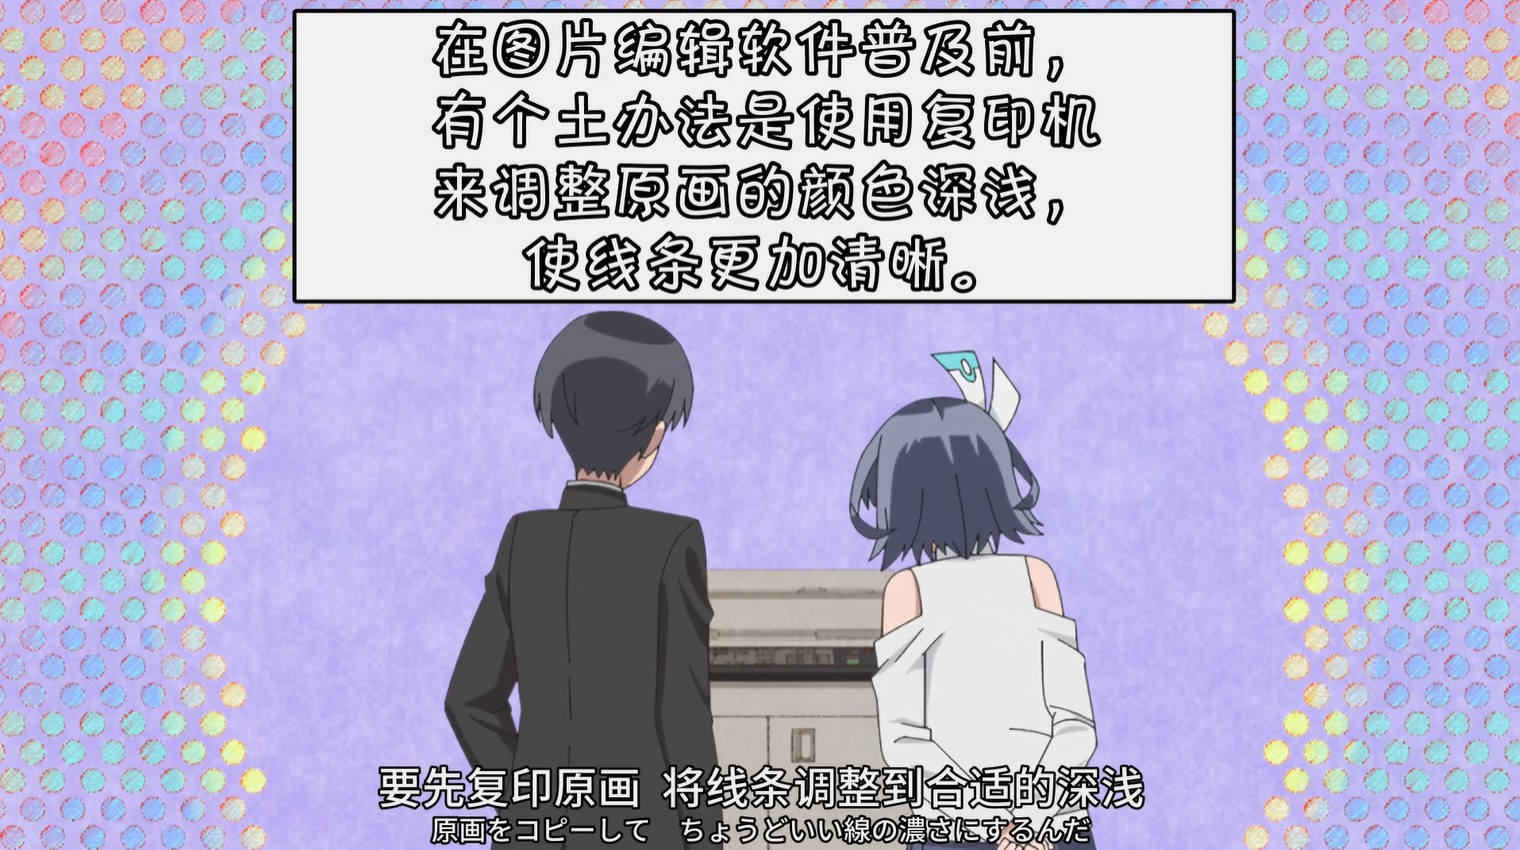 在图片编辑软件普及前，
有个土办法是使用复印机
来调整原画的颜色深浅，
使线条更加清晰。
要先复印原画 将线条调整到合适的深浅
原画をコピーして　ちょうどいい線の濃さにするんだ